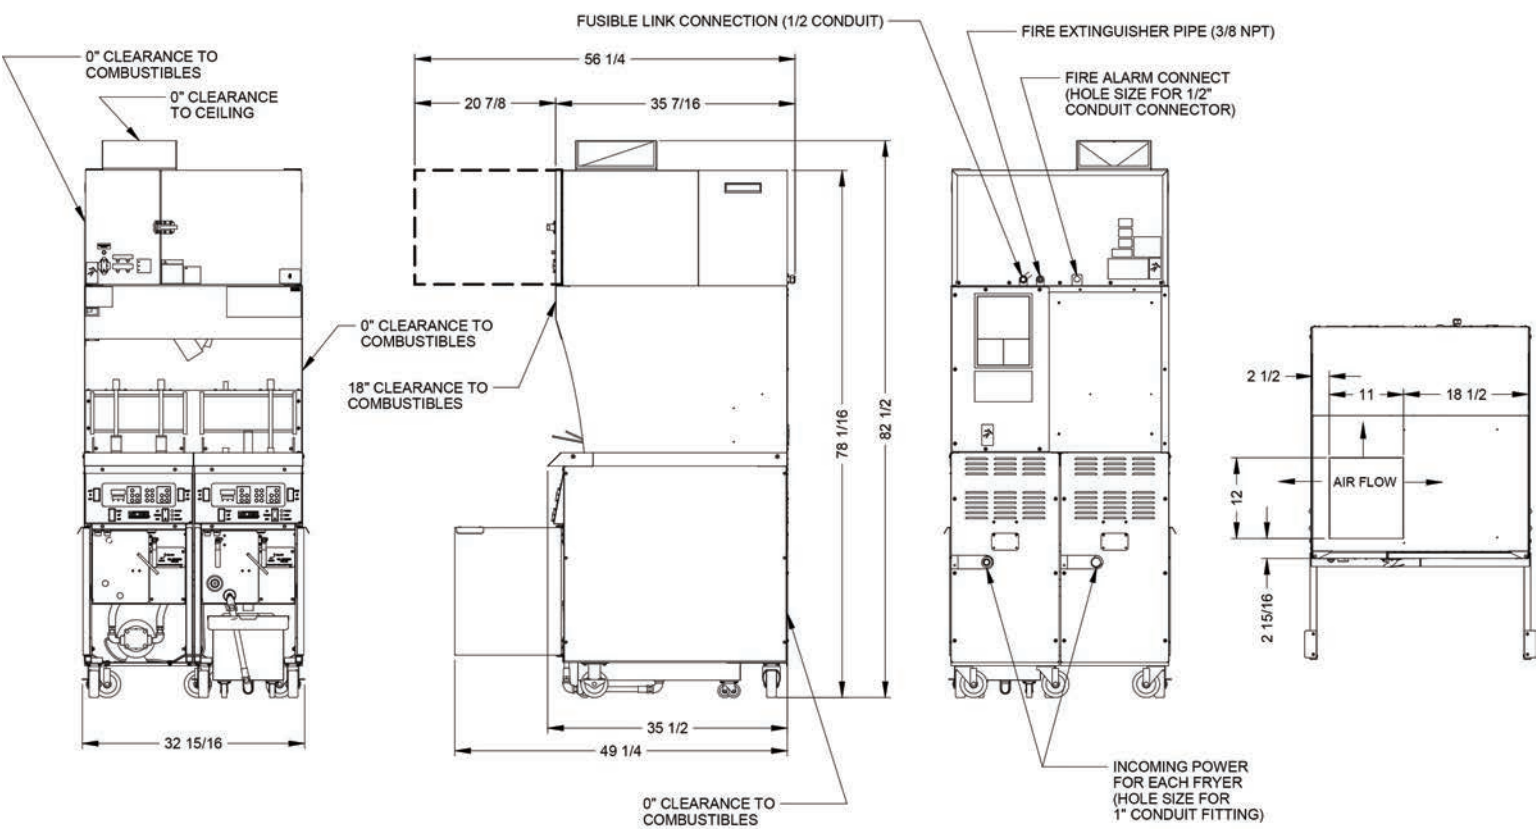 FUSIBLE LINK CONNECTION (1/2 CONDUIT)
FIRE EXTINGUISHER PIPE (3/8 NPT)
0" CLEARANCE TO
COMBUSTIBLES
56 1/4
FIRE ALARM CONNECT
(HOLE SIZE FOR 1/2"
CONDUIT CONNECTOR)
0" CLEARANCE
TO CEILING
20 7/8
35 7/16
0" CLEARANCE TO
COMBUSTIBLES
18" CLEARANCE TO
COMBUSTIBLES
78 1/16
82 1/2
2 1/2
11
18 1/2
AIR FLOW
12
2 15/16
32 15/16
35 1/2
49 1/4
0" CLEARANCE TO
COMBUSTIBLES
INCOMING POWER
FOR EACH FRYER
(HOLE SIZE FOR
1" CONDUIT FITTING)